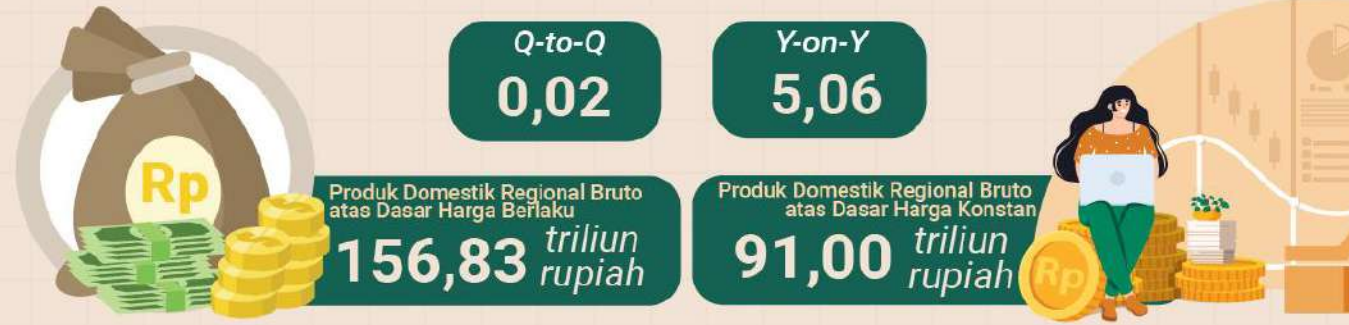 Q-to-Q
0,02
Y-on-Y
5,06
Rp
Produk Domestik Regional Bruto
atas Dasar Harga Berlaku
156,83 triliun
rupiah
Produk Domestik Regional Bruto
atas Dasar Harga Konstan
91,00 triliun
rupiah
Rp